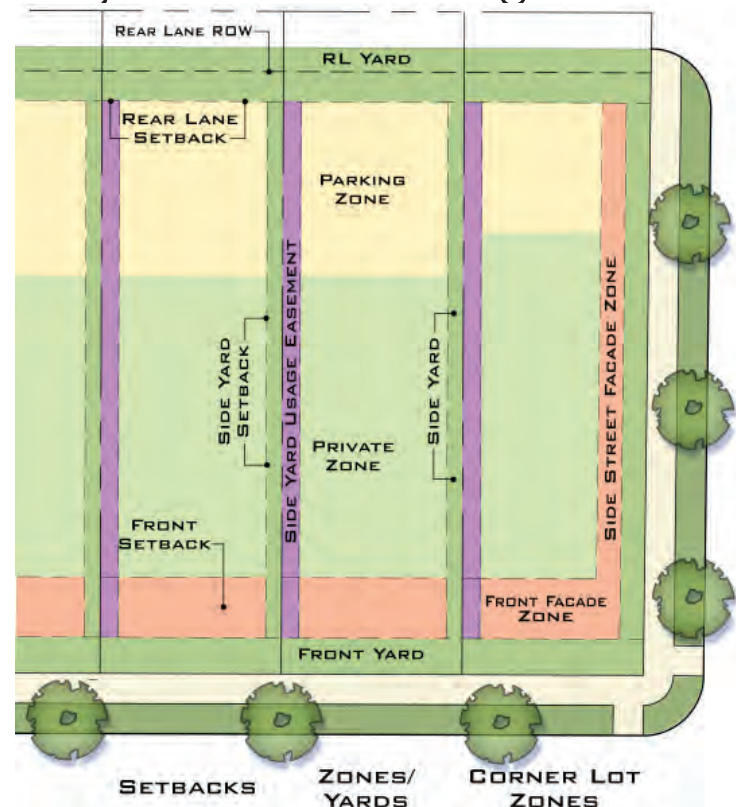 REAR LANE ROW
RL YARD
REAR LANE
SETBACK
PARKING
ZONE
SIDE YARD
SETBACK
SIDE YARD USAGE EASEMENT
SIDE YARD
SIDE STREET FACADE ZONE
PRIVATE
ZONE
FRONT
SETBACK
FRONT FACADE
ZONE
FRONT YARD
SETBACKS
ZONES/
YARDS
CORNER LOT
ZONES